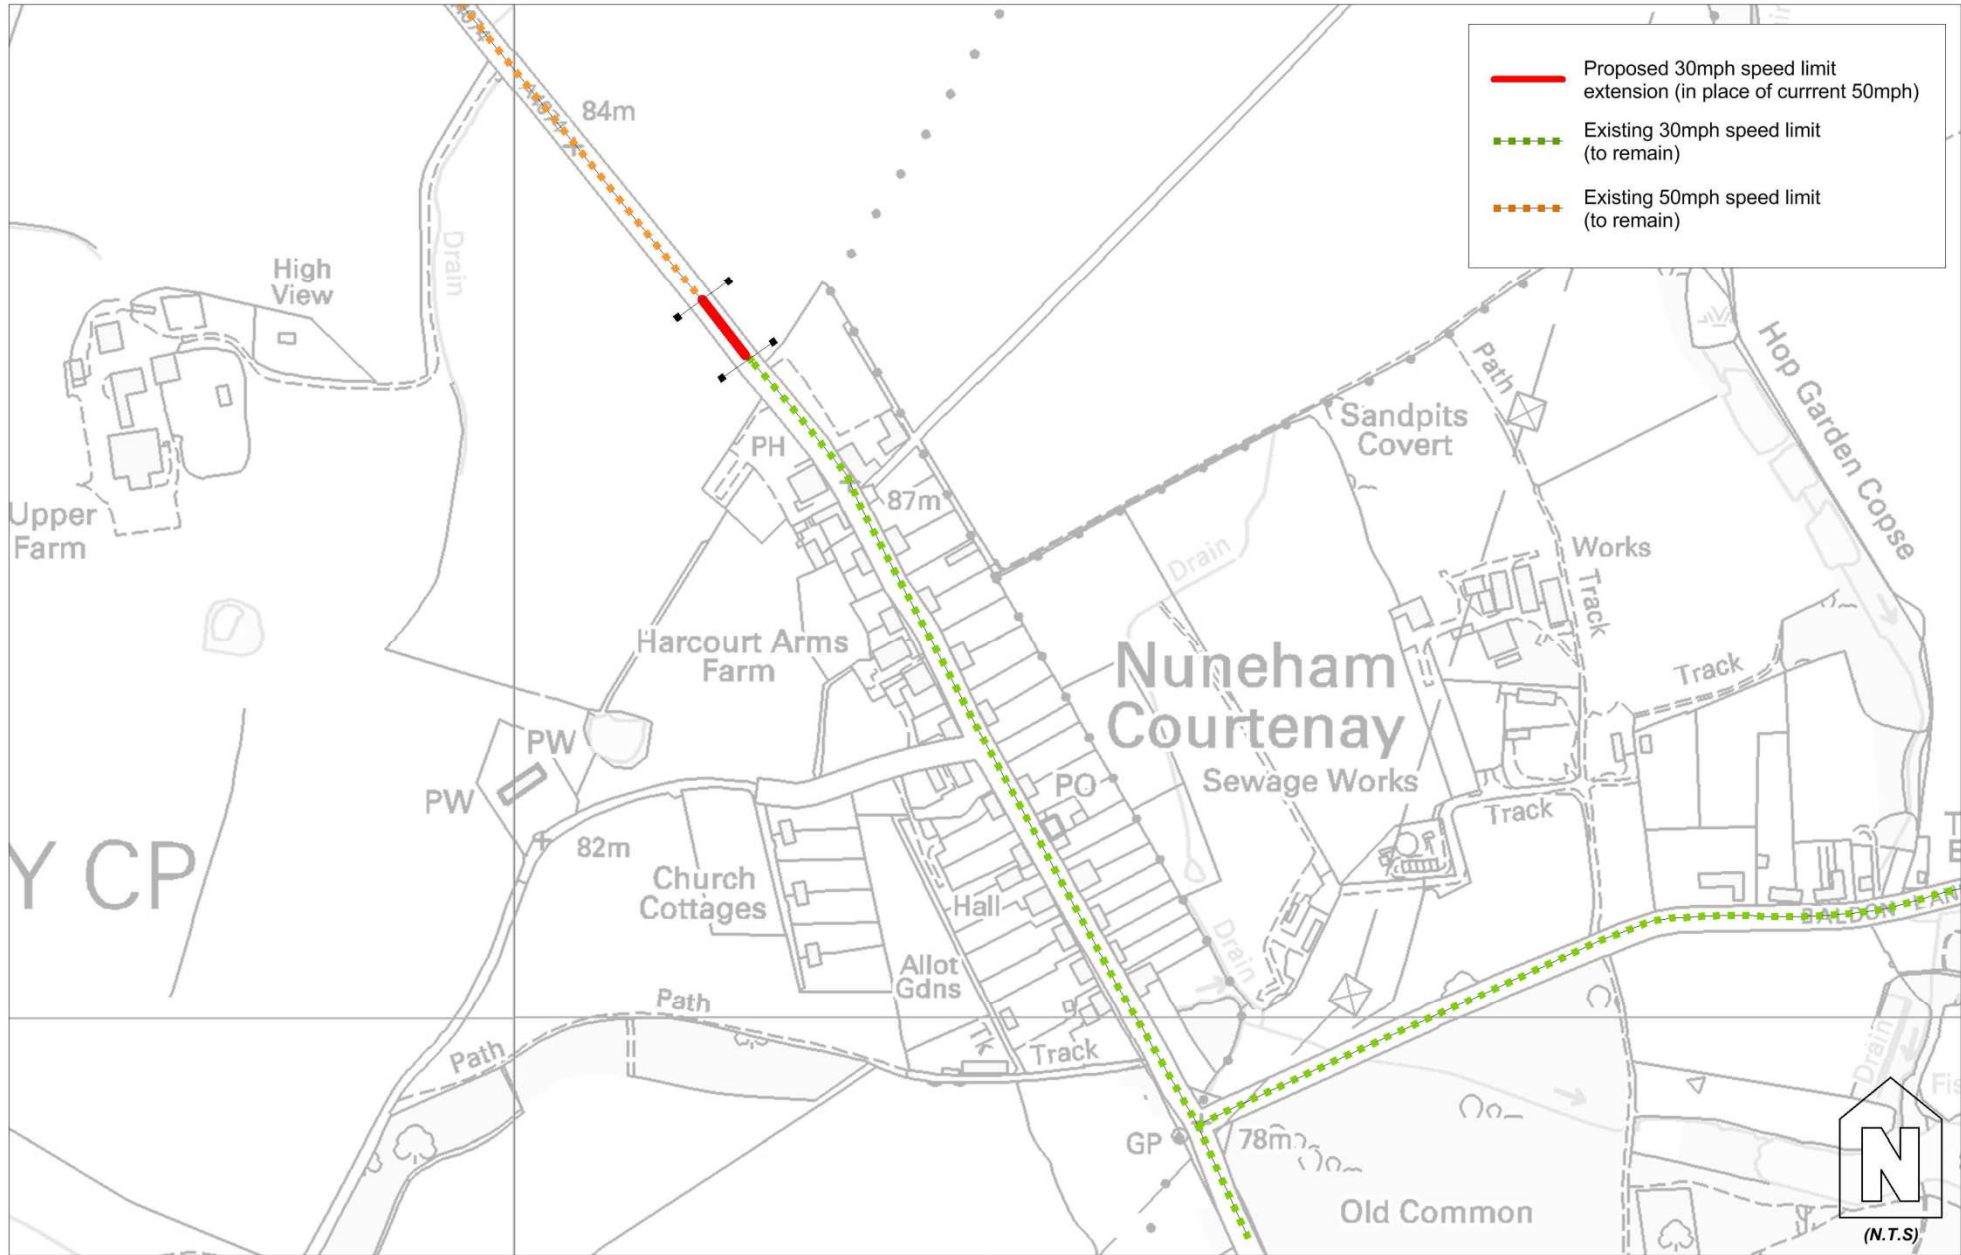 Proposed 30mph speed limit
extension (in place of currrent 50mph)
Existing 30mph speed limit
(to remain)
Existing 50mph speed limit
(to remain)
84m
High
View
Drain
Hop Garden Copse
Path
Sandpits
Covert
PH
87m
Upper
Farm
Works
Drain
Track
Harcourt Arms
Farm
Nuneham
Courtenay
Track
PW
PW
PO
Sewage Works
Track
82m
Y CP
Church
Cottages
Hall
BALDON LAN
Allot
Gdns
Drain
Path
Path
Tk
Track
Drain
GP
78m
Old Common
N
(N.T.S)